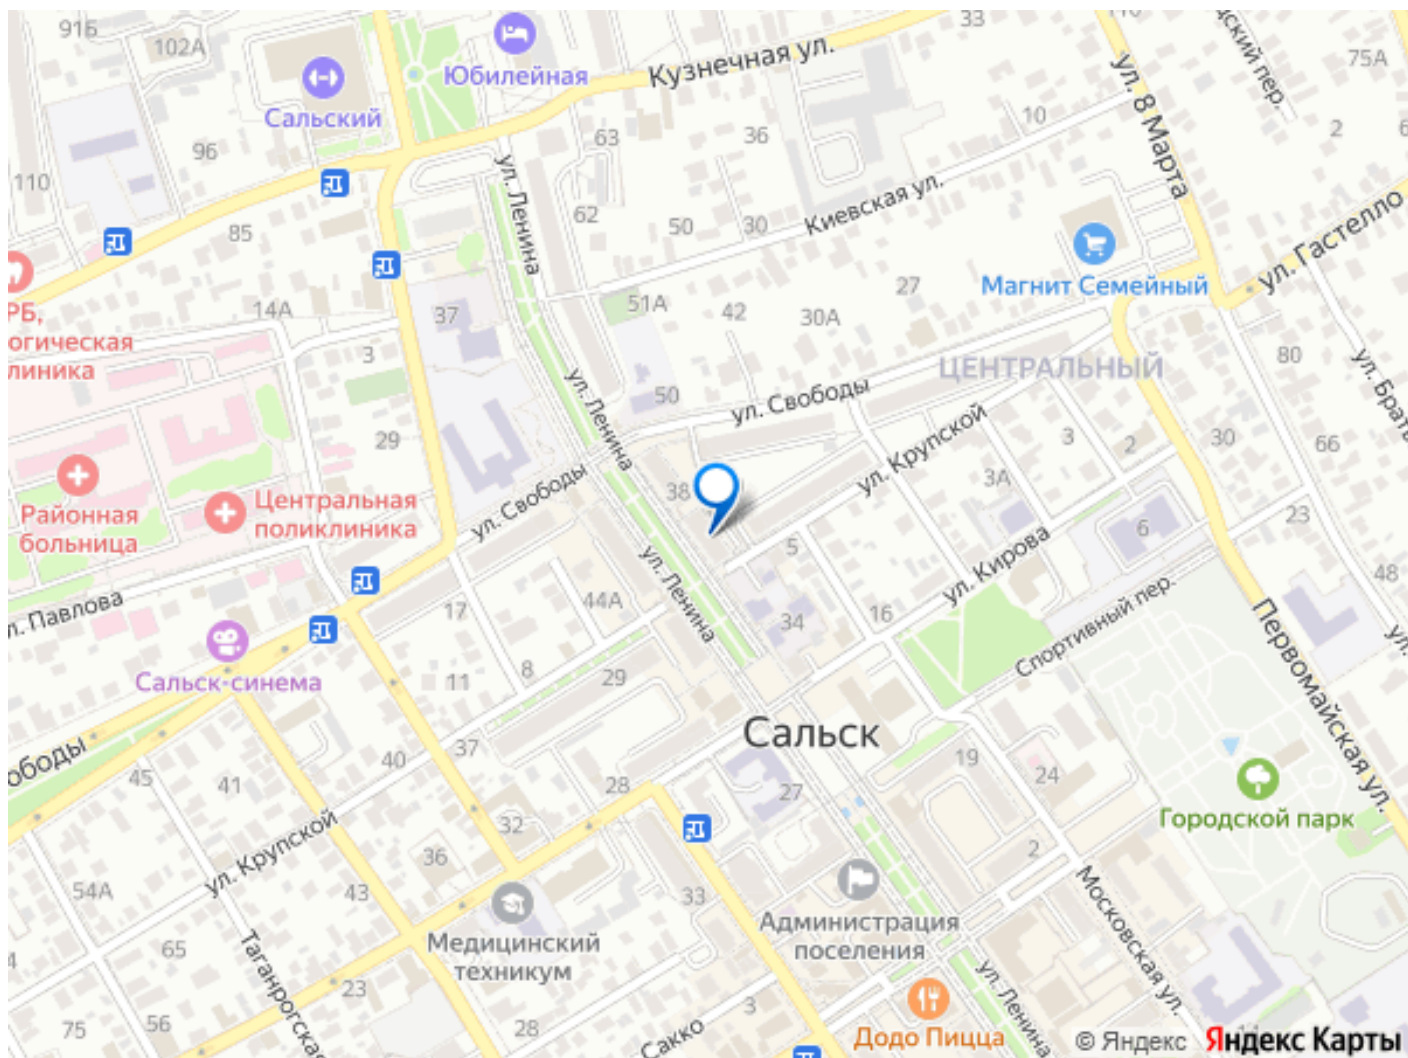 91Б
102А
Юбилейная
Кузнечная ул.
33
75А
Сальский
ул. 8 Марта
10
2
96
63
36
110
ул. Ленина
Киевская ул.
62
50
30
85
ул. Гастелло
Магнит Семейный
27
51А
42
30А
14А
37
РБ,
огическая
линика
3
80
ЦЕНТРАЛЬНЫЙ
ул. Ленина
50
ул. Свободы
29
3
2
30
66
ул. Крупской
38
3А
Районная
больница
Центральная
поликлиника
ул. Свободы
23
6
5
ул. Кирова
48
ул. Ленина
44А
17
16
34
л. Павлова
Спортивный пер.
Первомайская ул.
Сальск-синема
8
29
11
Сальск
ободы
37
40
45
41
28
27
19
24
Городской парк
32
36
2
ул. Крупской
43
54А
33
Администрация
поселения
Московская ул.
Медицинский
техникум
65
Таганрогская
23
75
56
28
Сакко
3
Додо Пицца
ул. Ленина
© Яндекс Яндекс Карты